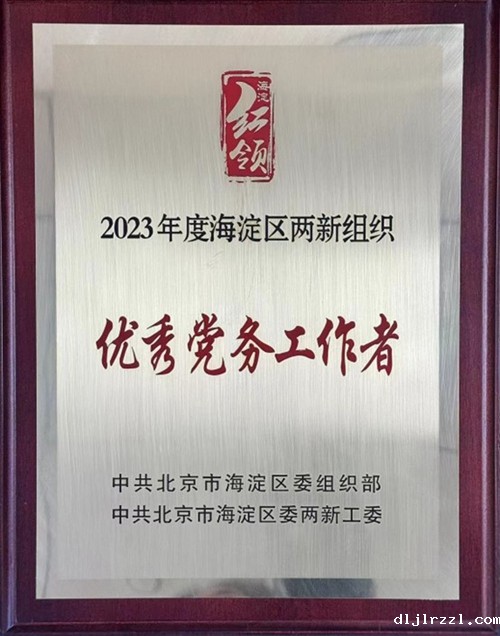 海淀
红领
2023年度海淀区两新组织
优秀党务工作者
中共北京市海淀区委组织部
中共北京市海淀区委两新工委
dljlrzzl.com